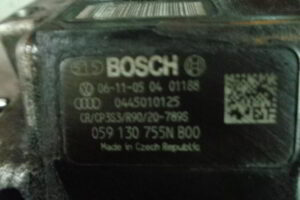 BOSCH
06-11-05 04 01188
0445010125
CR/CP3S3/R90/20-789S
059 130 755N B00
Made in Czech Republic